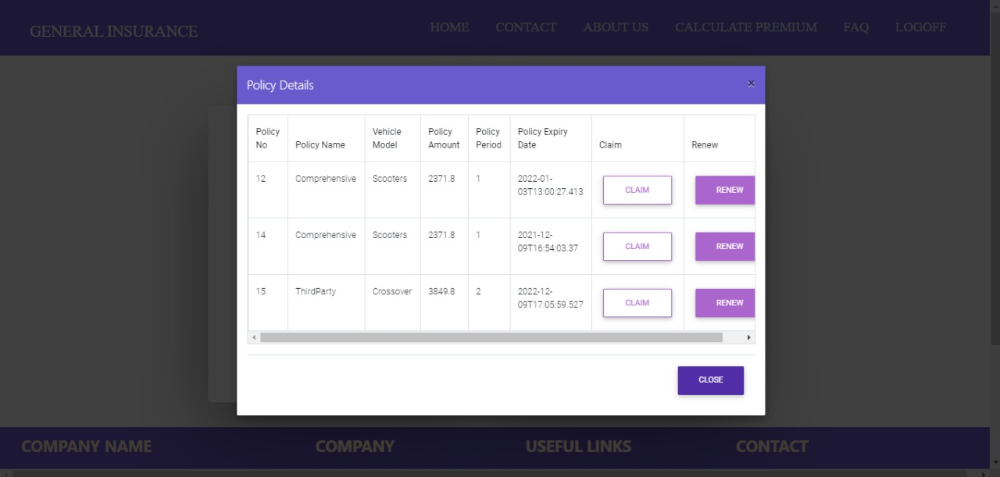 GENERAL INSURANCE
HOME CONTACT ABOUT US CALCULATE PREMIUM FAQ LOGOFF
Policy Details ×
Policy No Policy Name Vehicle Model Policy Amount Policy Period Policy Expiry Date Claim Renew
12 Comprehensive Scooters 2371.8 1 2022-01-03T13:00:27.413 CLAIM RENEW
14 Comprehensive Scooters 2371.8 1 2021-12-09T16:54:03.37 CLAIM RENEW
15 ThirdParty Crossover 3849.8 2 2022-12-09T17:05:59.527 CLAIM RENEW
CLOSE
COMPANY NAME COMPANY USEFUL LINKS CONTACT